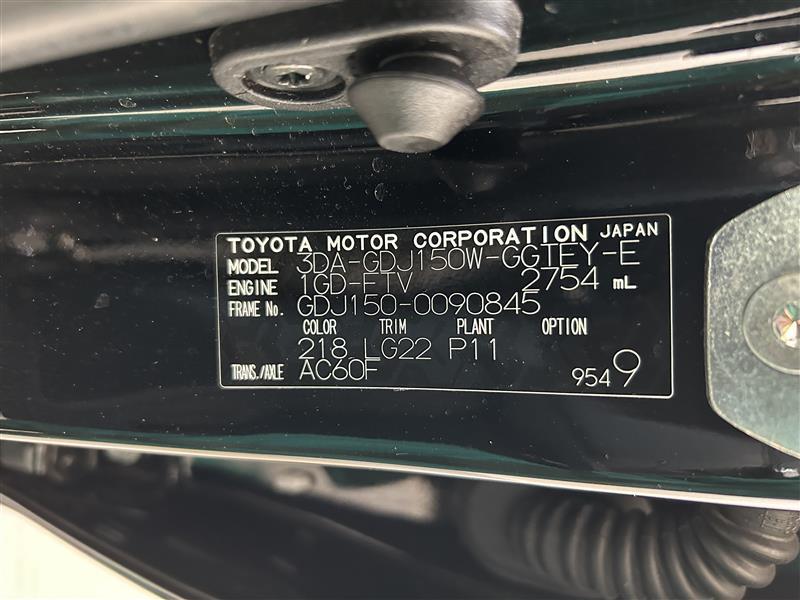 TOYOTA MOTOR CORPORATION JAPAN
MODEL 3DA-GDJ150W-GGTEY-E
ENGINE 1GD-FTV 2754 mL
FRAME No. GDJ150-0090845
COLOR TRIM PLANT OPTION
218 LG22 P11
TRANS./AXLE AC60F 9549